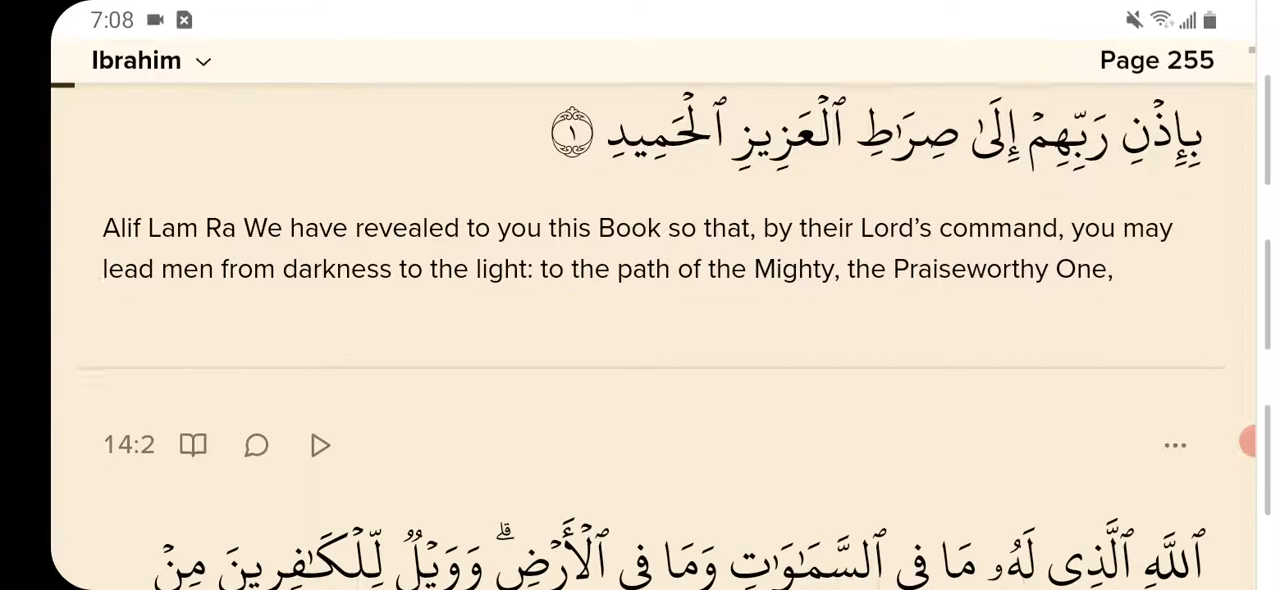 7:08
Ibrahim
Page 255
بِإِذْنِ رَبِّهِمْ إِلَىٰ صِرَٰطِ ٱلْعَزِيزِ ٱلْحَمِيدِ ١
Alif Lam Ra We have revealed to you this Book so that, by their Lord’s command, you may
lead men from darkness to the light: to the path of the Mighty, the Praiseworthy One,
14:2
ٱللَّهِ ٱلَّذِى لَهُۥ مَا فِى ٱلسَّمَـٰوَٰتِ وَمَا فِى ٱلْأَرْضِ ۗ وَوَيْلٌ لِّلْكَـٰفِرِينَ مِنْ